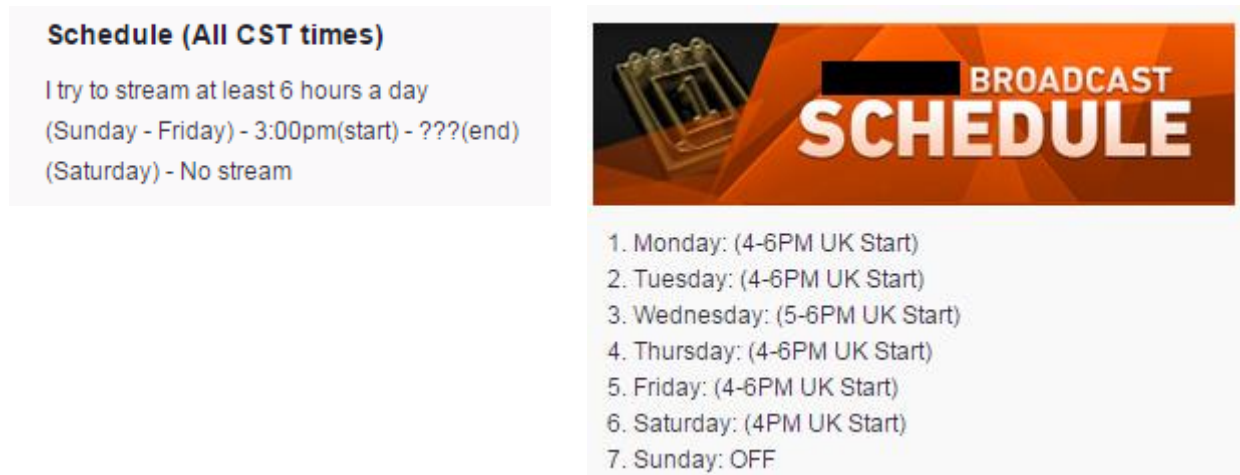 Schedule (All CST times)
I try to stream at least 6 hours a day
(Sunday - Friday) - 3:00pm(start) - ???(end)
(Saturday) - No stream
1
BROADCAST
SCHEDULE
1. Monday: (4-6PM UK Start)
2. Tuesday: (4-6PM UK Start)
3. Wednesday: (5-6PM UK Start)
4. Thursday: (4-6PM UK Start)
5. Friday: (4-6PM UK Start)
6. Saturday: (4PM UK Start)
7. Sunday: OFF